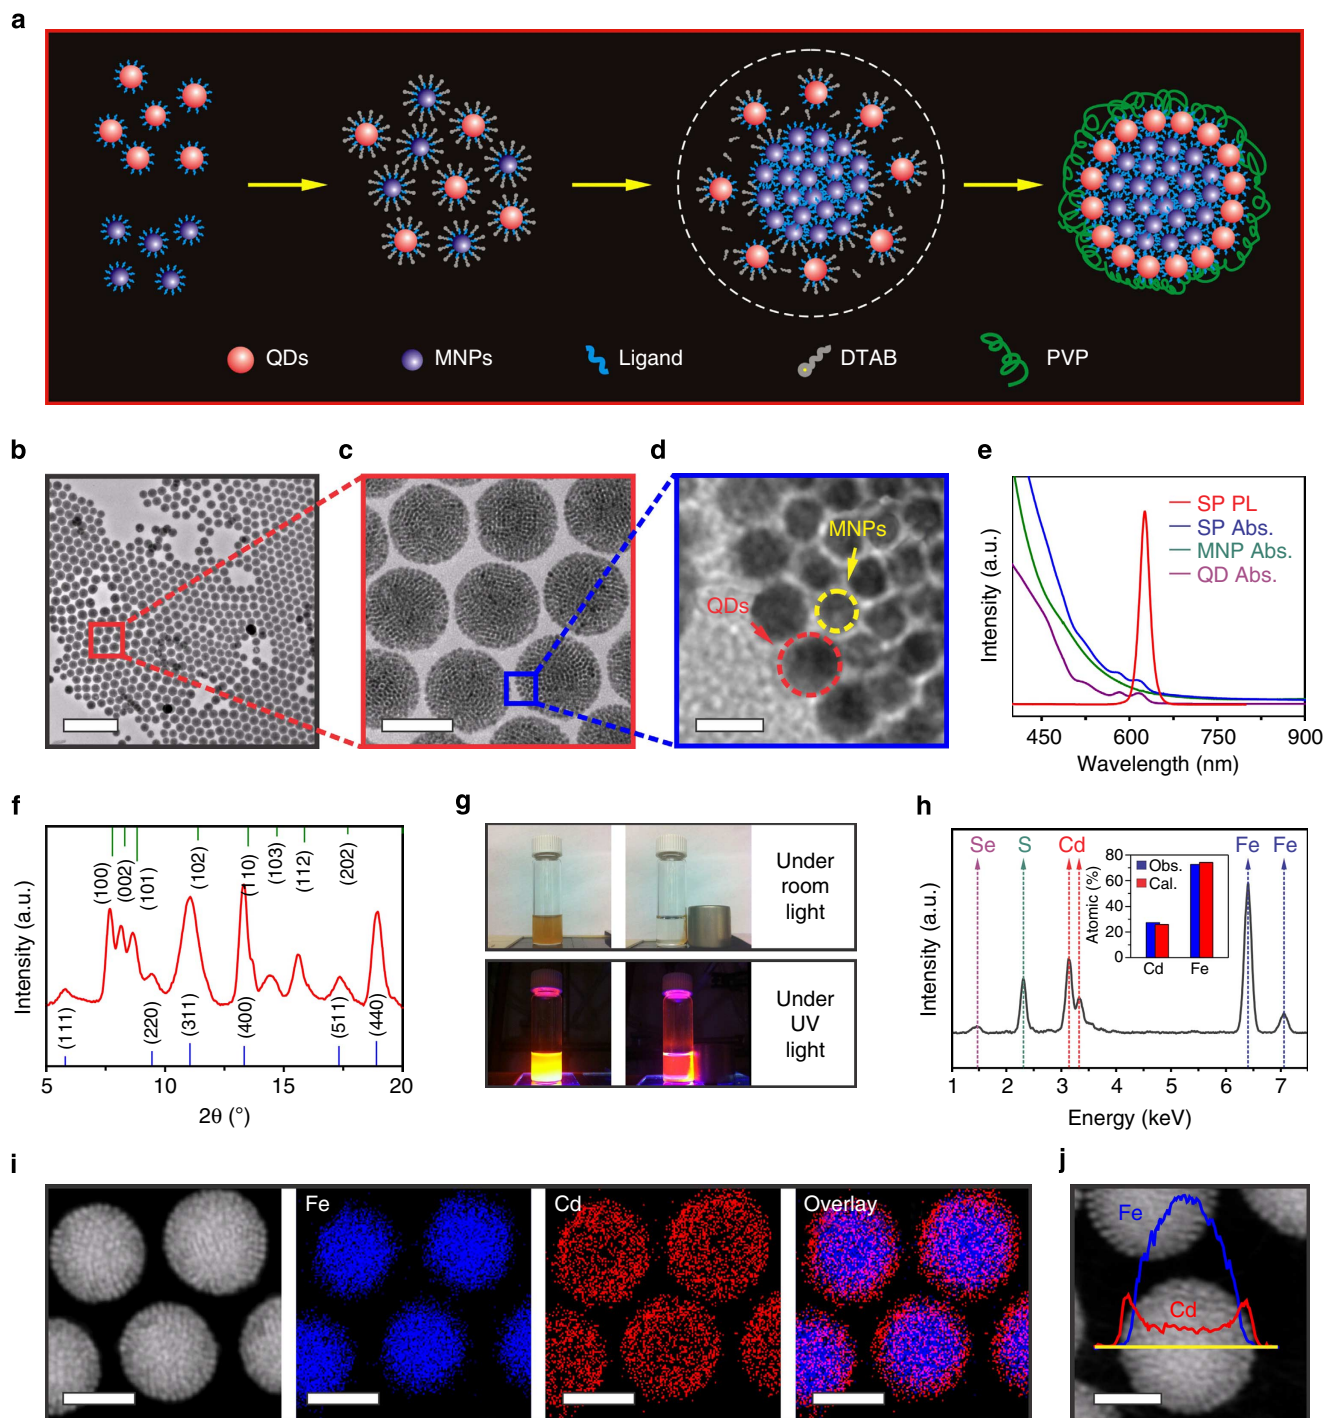 a
QDs
MNPs
Ligand
DTAB
PVP
b
c
d
MNPs
QDs
e
SP PL
SP Abs.
MNP Abs.
QD Abs.
Intensity (a.u.)
450
600
750
900
Wavelength (nm)
f
(100)
(002)
(101)
(102)
(110)
(103)
(112)
(202)
Intensity (a.u.)
(111)
(220)
(311)
(400)
(511)
(440)
5
10
15
20
2θ (°)
g
Under
room
light
Under
UV
light
h
Se
S
Cd
Fe
Fe
80
60
40
20
0
Atomic (%)
Obs.
Cal.
Cd
Fe
Intensity (a.u.)
1
2
3
4
5
6
7
Energy (keV)
i
Fe
Cd
Overlay
j
Fe
Cd